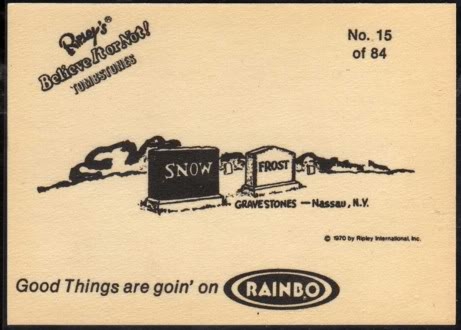 Ripley's®
Believe It or Not!
TOMBSTONES
No. 15
of 84
SNOW
FROST
GRAVESTONES — Nassau, N.Y.
© 1970 by Ripley International, Inc.
Good Things are goin' on
RAINBO